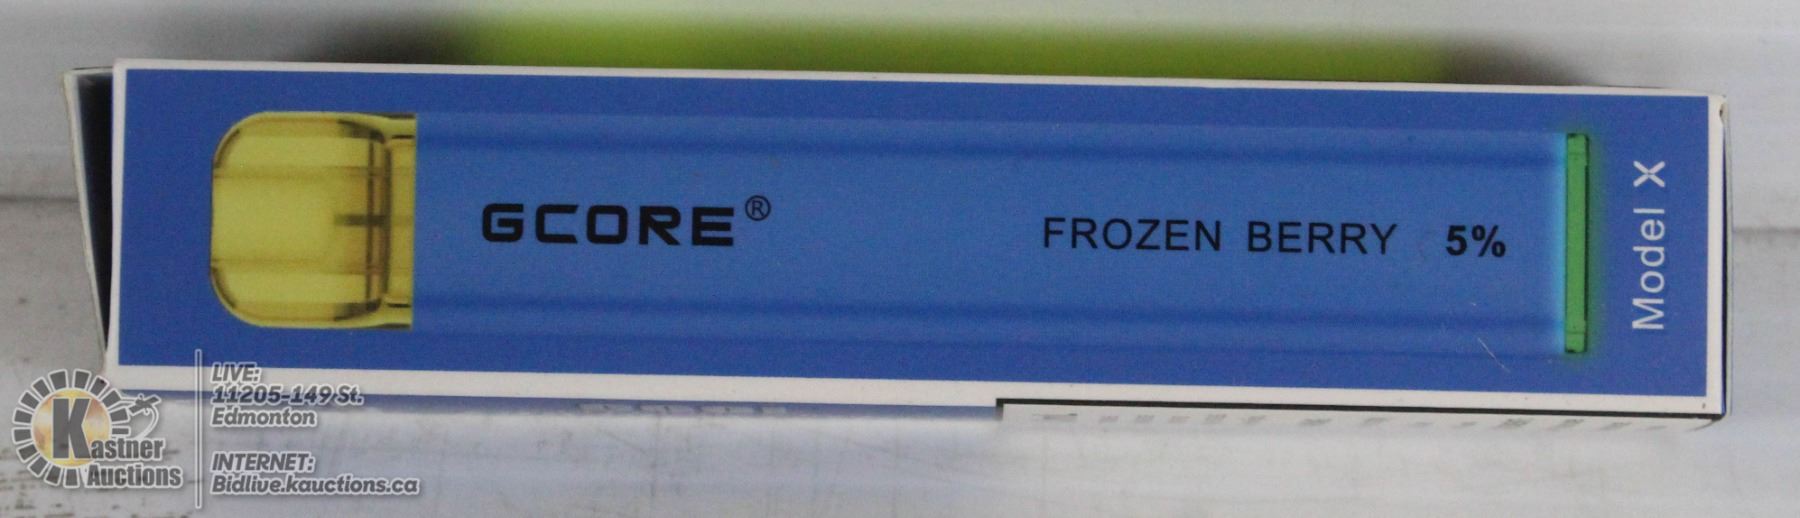 GCORE®
FROZEN BERRY 5%
Model X
Kastner
Auctions
LIVE:
11205-149 St.
Edmonton
INTERNET:
Bidlive.kauctions.ca